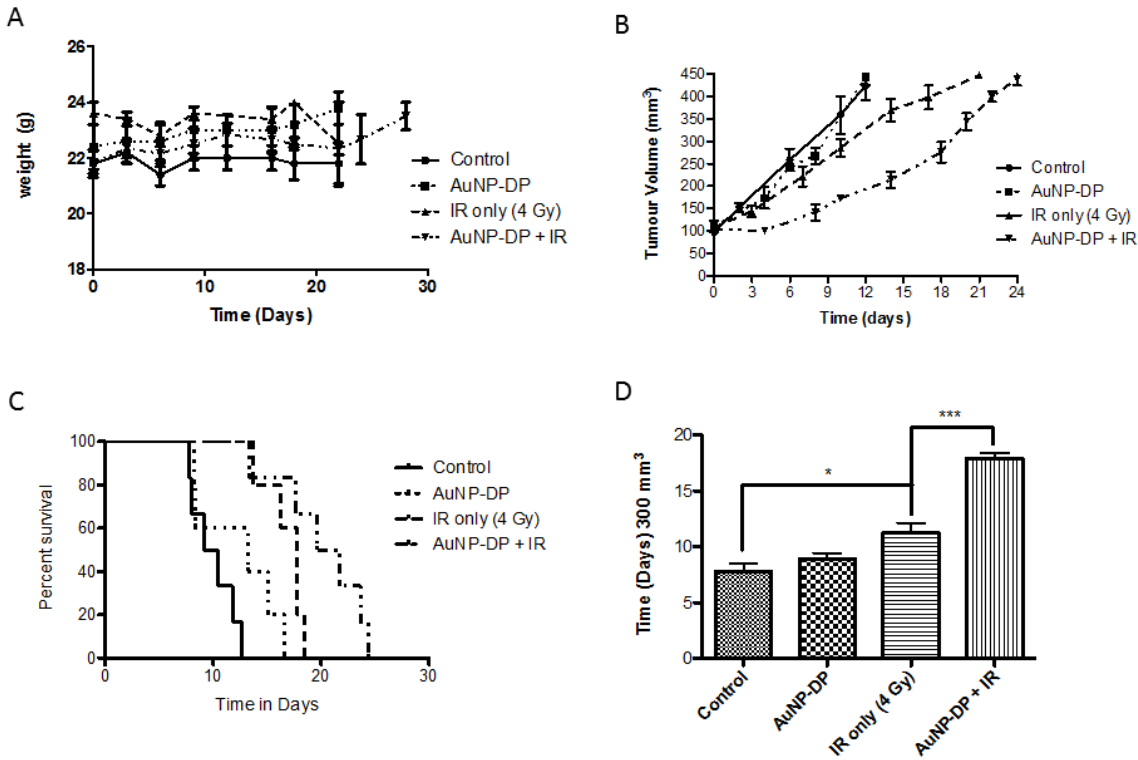 A
weight (g)
26
24
22
20
18
0
10
20
30
Time (Days)
Control
AuNP-DP
IR only (4 Gy)
AuNP-DP + IR
B
Tumour Volume (mm³)
450
400
350
300
250
200
150
100
50
0
0
3
6
9
12
15
18
21
24
Time (days)
Control
AuNP-DP
IR only (4 Gy)
AuNP-DP + IR
C
Percent survival
100
80
60
40
20
0
0
10
20
30
Time in Days
Control
AuNP-DP
IR only (4 Gy)
AuNP-DP + IR
D
Time (Days) 300 mm³
20
15
10
5
0
*
***
Control
AuNP-DP
IR only (4 Gy)
AuNP-DP + IR